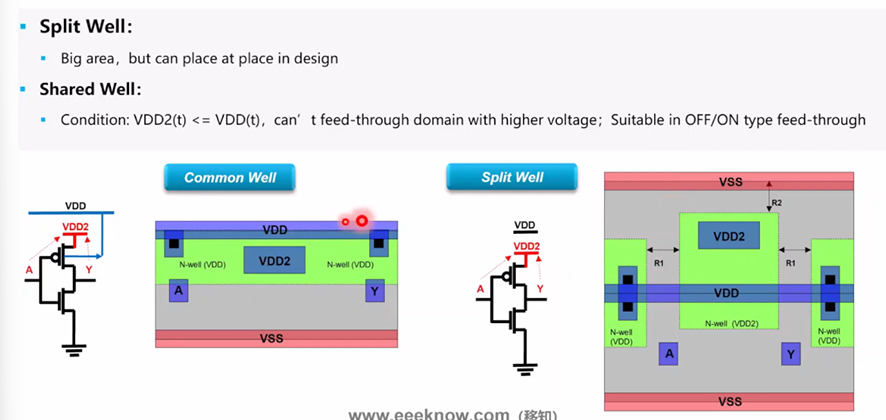 Split Well:
Big area, but can place at place in design
Shared Well:
Condition: VDD2(t) <= VDD(t), can't feed-through domain with higher voltage; Suitable in OFF/ON type feed-through
Common Well
Split Well
VDD
VDD2
A
Y
VDD
N-well (VDD)
VDD2
N-well (VDD)
A
Y
VSS
VDD
VDD2
A
Y
VSS
R2
VDD2
R1
R1
VDD
N-well (VDD)
N-well (VDD2)
N-well (VDD)
A
Y
VSS
www.eeeknow.com (移知)